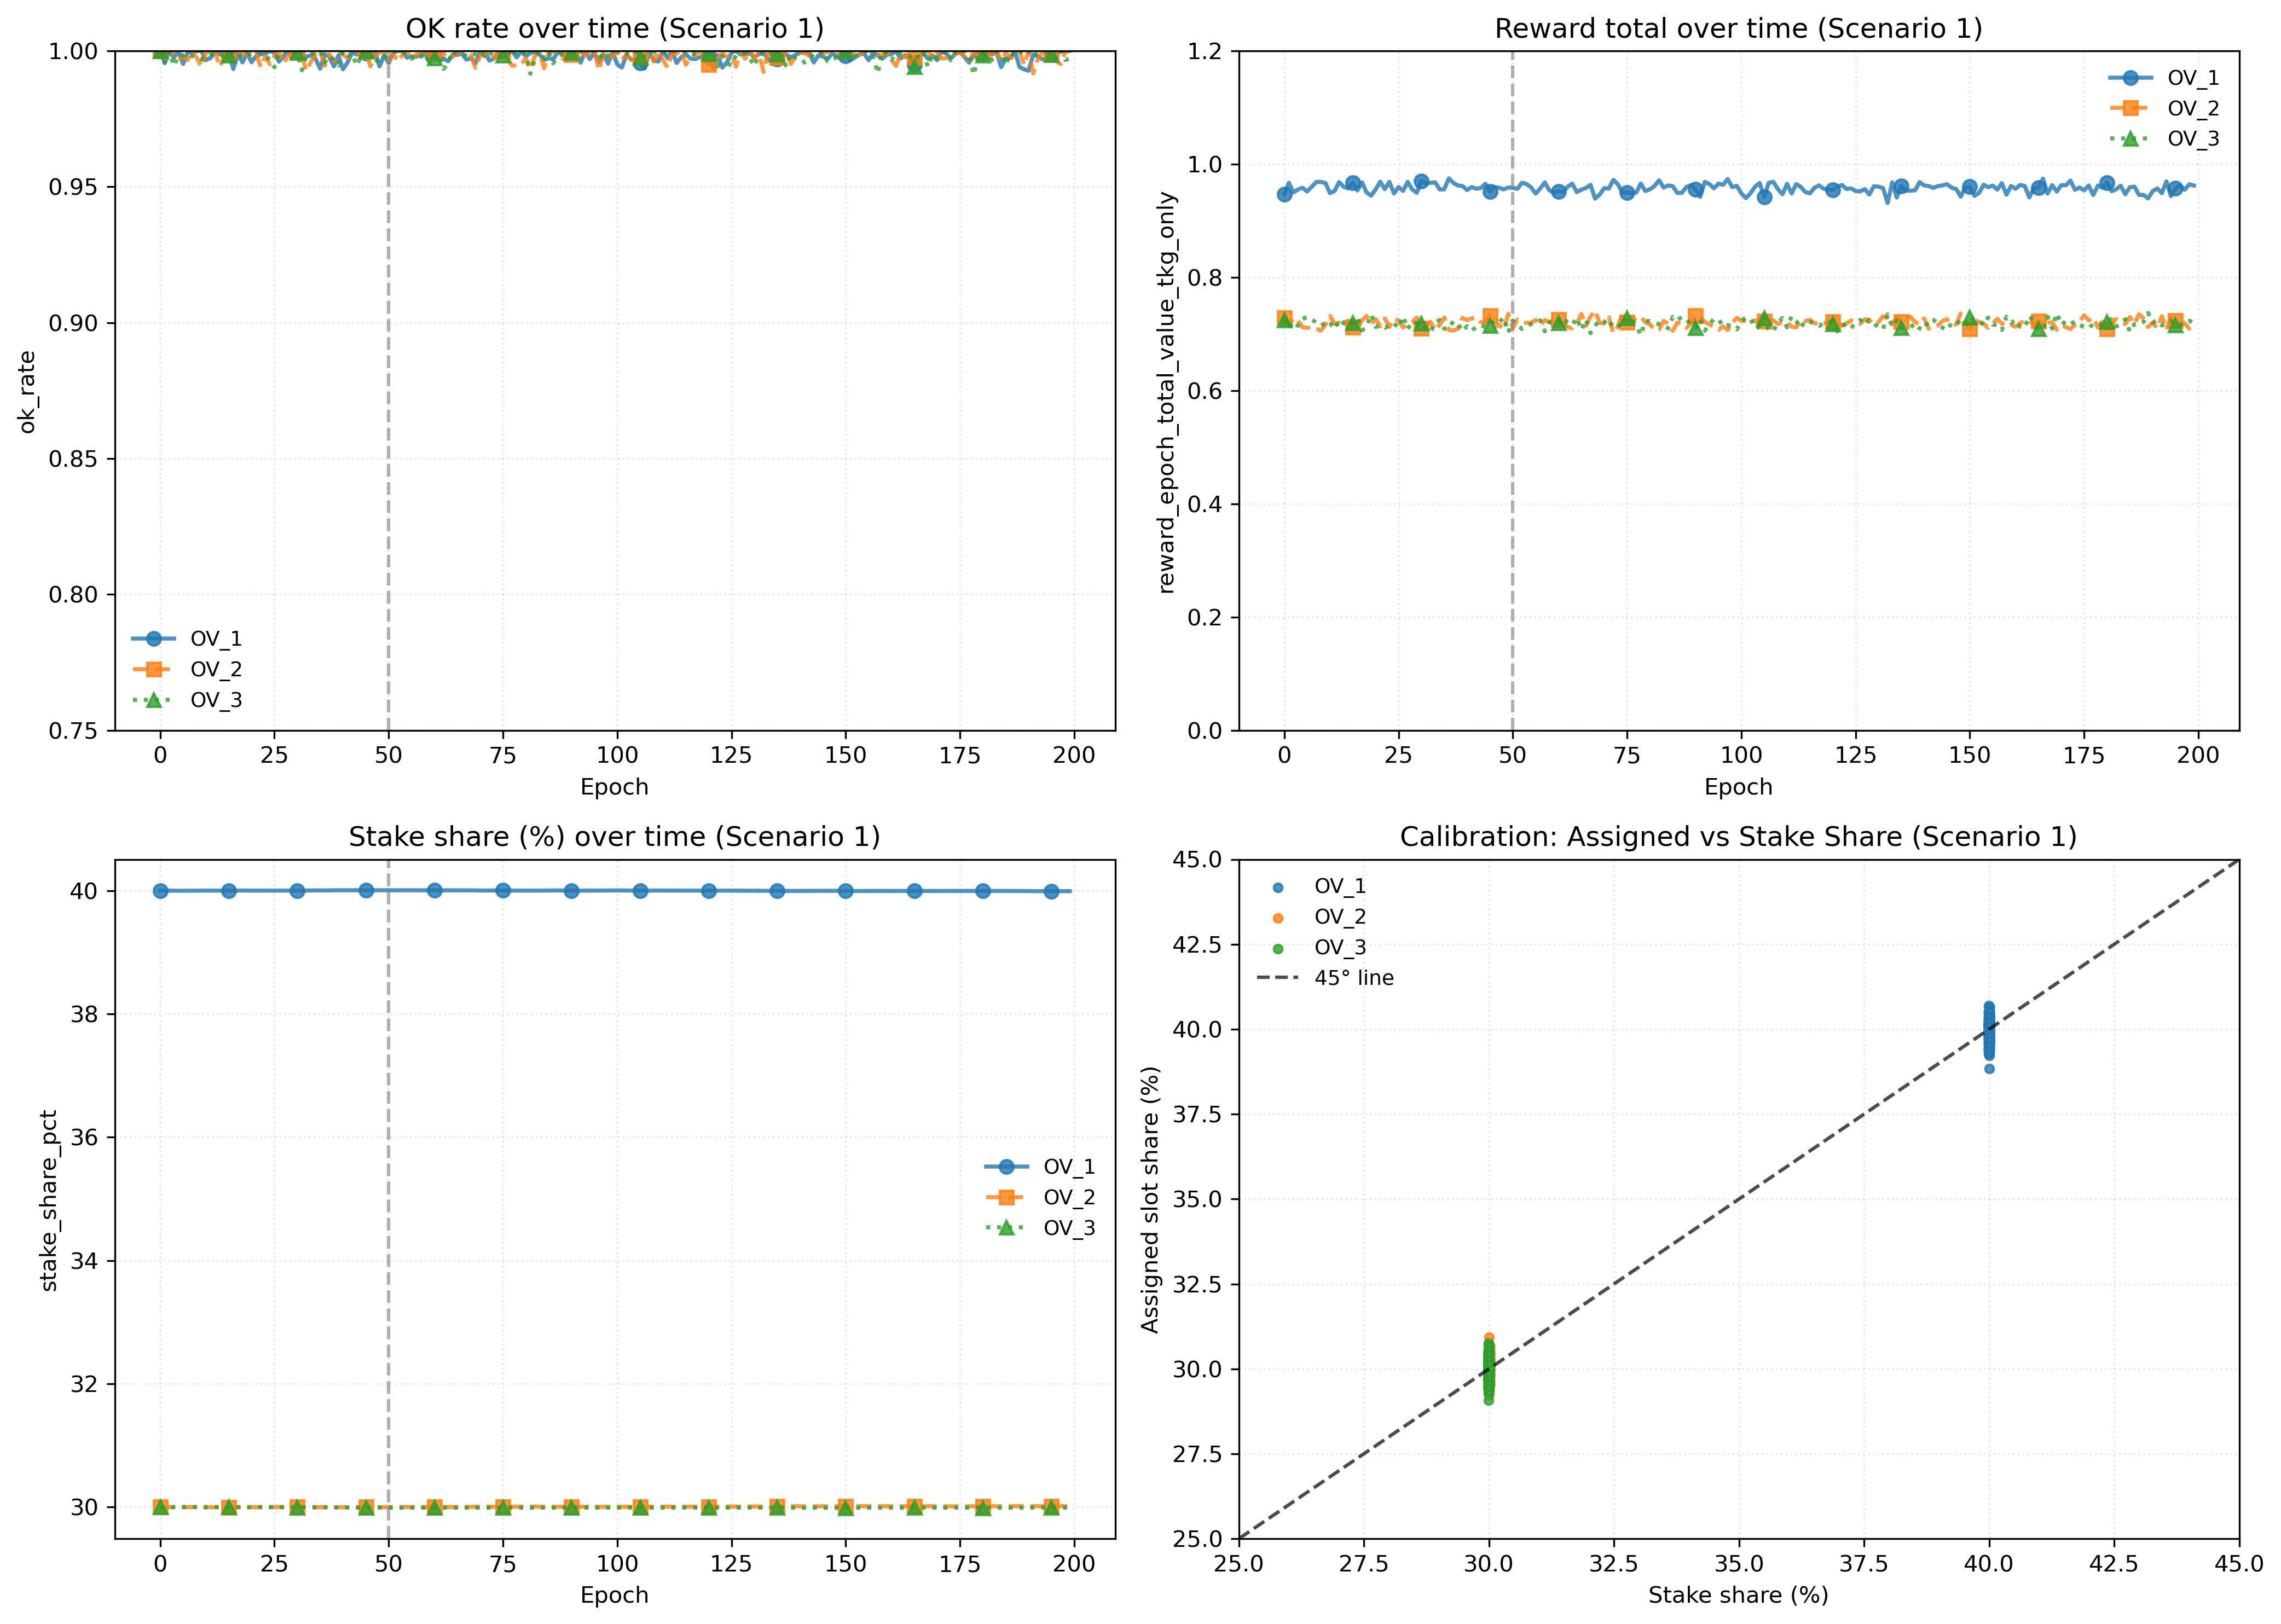 OK rate over time (Scenario 1)
ok_rate
1.00
0.95
0.90
0.85
0.80
0.75
OV_1
OV_2
OV_3
0 25 50 75 100 125 150 175 200
Epoch
Reward total over time (Scenario 1)
reward_epoch_total_value_tkg_only
1.2
1.0
0.8
0.6
0.4
0.2
0.0
OV_1
OV_2
OV_3
0 25 50 75 100 125 150 175 200
Epoch
Stake share (%) over time (Scenario 1)
stake_share_pct
40
38
36
34
32
30
OV_1
OV_2
OV_3
0 25 50 75 100 125 150 175 200
Epoch
Calibration: Assigned vs Stake Share (Scenario 1)
Assigned slot share (%)
45.0
42.5
40.0
37.5
35.0
32.5
30.0
27.5
25.0
OV_1
OV_2
OV_3
45° line
25.0 27.5 30.0 32.5 35.0 37.5 40.0 42.5 45.0
Stake share (%)